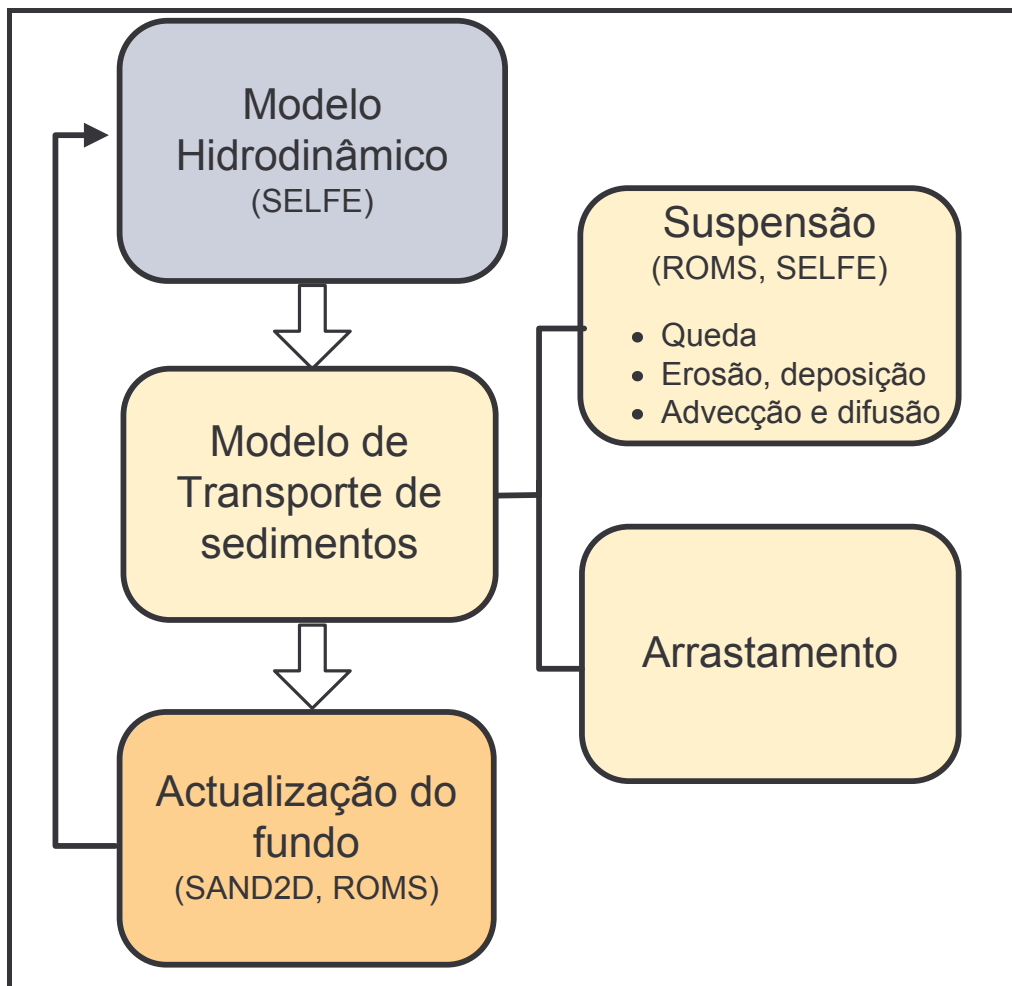 Modelo
Hidrodinâmico
(SELFE)
Suspensão
(ROMS, SELFE)
• Queda
• Erosão, deposição
• Advecção e difusão
Modelo de
Transporte de
sedimentos
Arrastamento
Actualização do
fundo
(SAND2D, ROMS)